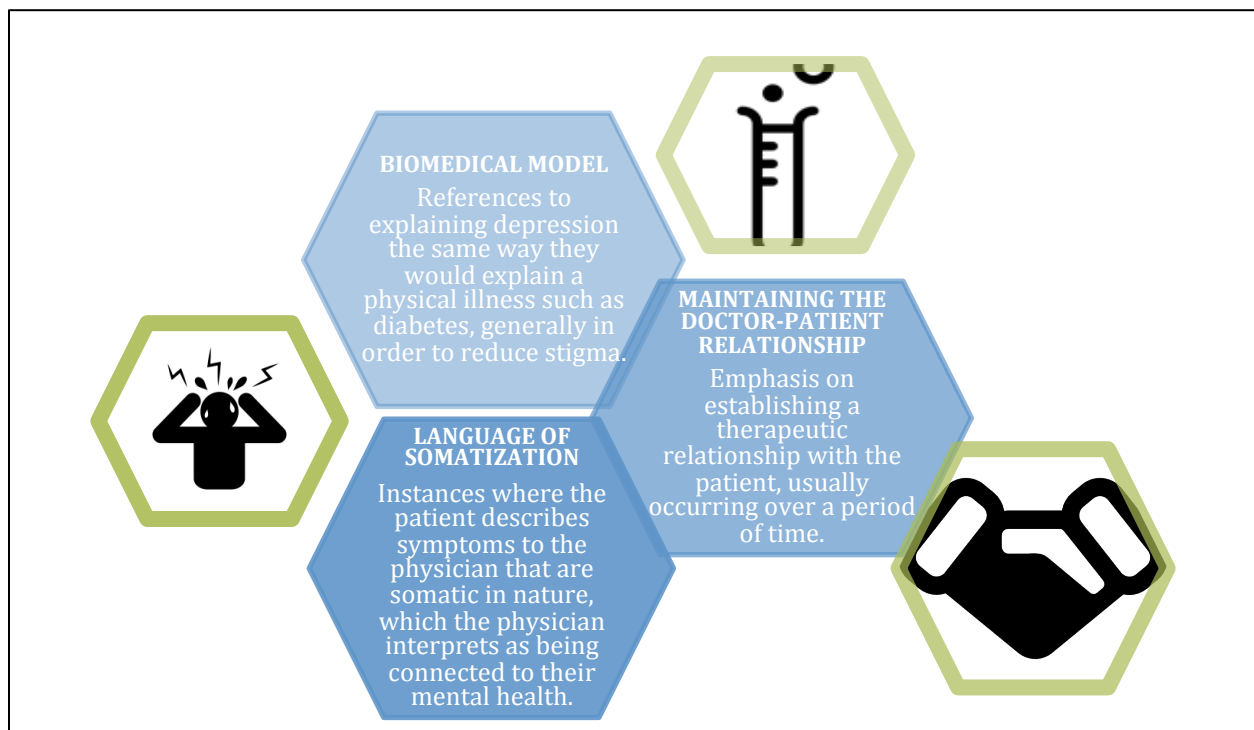 BIOMEDICAL MODEL
References to
explaining depression
the same way they
would explain a
physical illness such as
diabetes, generally in
order to reduce stigma.
MAINTAINING THE
DOCTOR-PATIENT
RELATIONSHIP
Emphasis on
establishing a
therapeutic
relationship with the
patient, usually
occurring over a period
of time.
LANGUAGE OF
SOMATIZATION
Instances where the
patient describes
symptoms to the
physician that are
somatic in nature,
which the physician
interprets as being
connected to their
mental health.